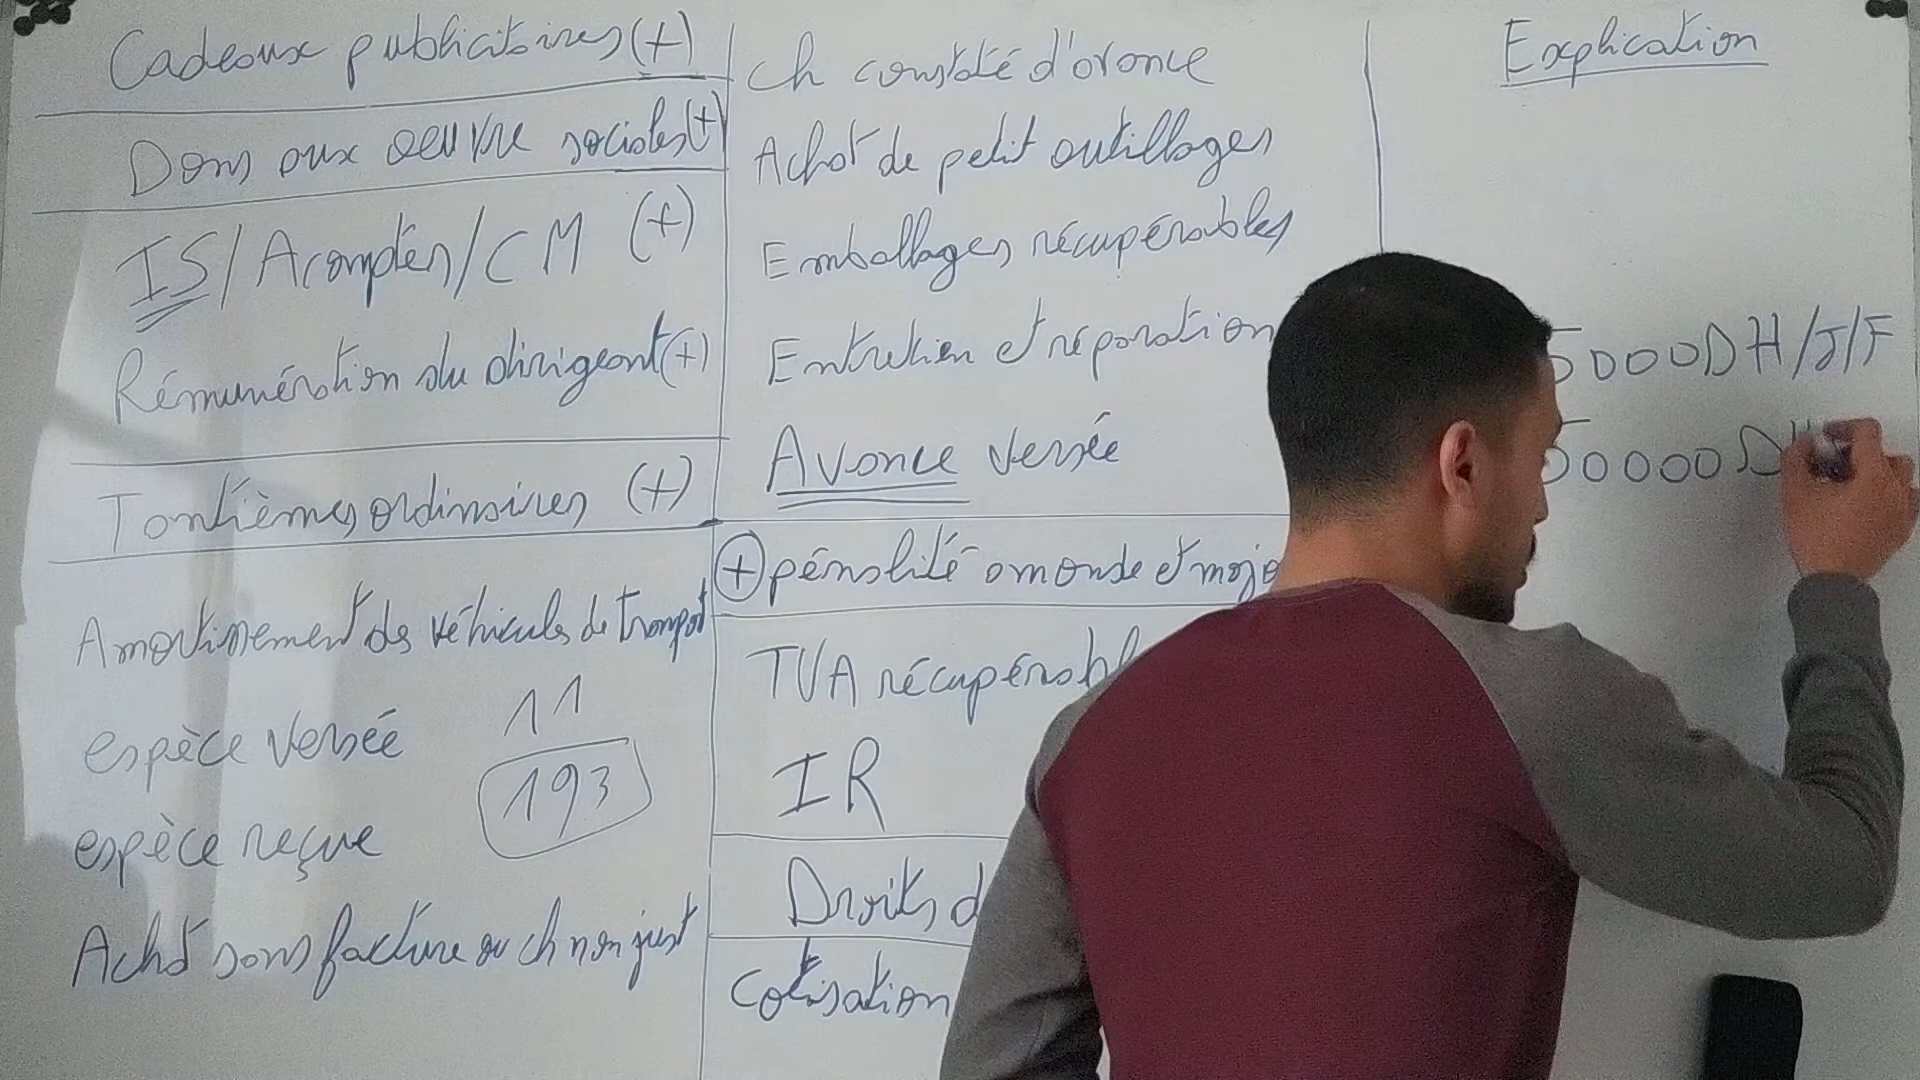 Cadeaux publicitaires (+)
Dons aux oeuvre sociales (+)
IS / Acomptes / CM (+)
Rémunération du dirigeant (+)
Tontièmes ordinaires (+)
Amortissement des véhicules de transport
espèce versée
11
193
espèce reçue
Achat sans facture ou ch non just
ch constaté d'avance
Achat de petit outillages
Emballages récupérables
Entretien et réparation
Avance versée
+ pénalité amende et majo
TVA récupérabl
IR
Droits d
cotisation
Explication
5000DH/J/F
50000D